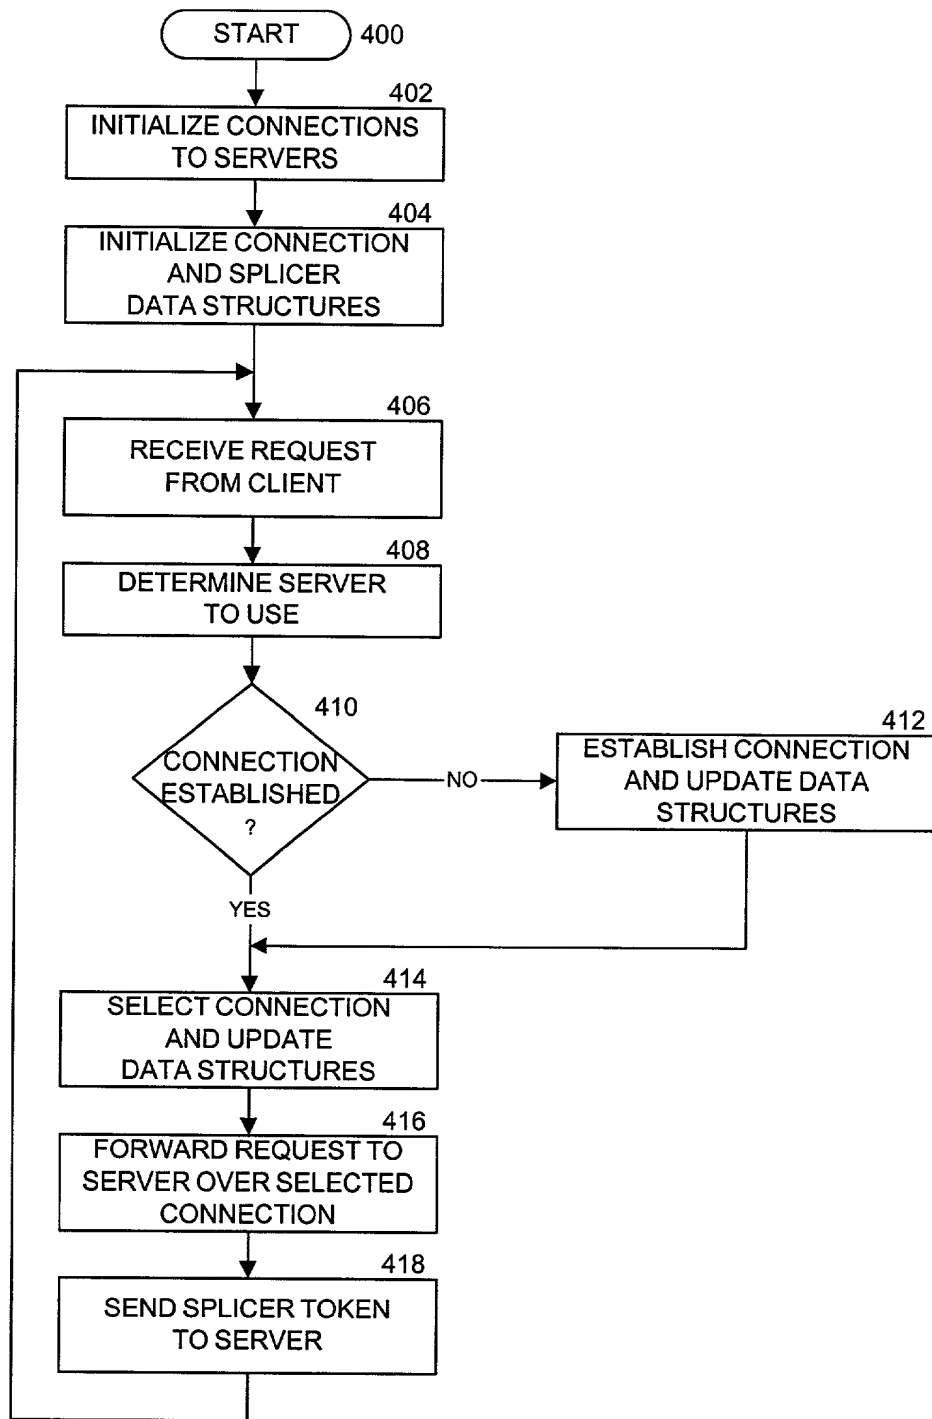 START 400
402
INITIALIZE CONNECTIONS
TO SERVERS
404
INITIALIZE CONNECTION
AND SPLICER
DATA STRUCTURES
406
RECEIVE REQUEST
FROM CLIENT
408
DETERMINE SERVER
TO USE
410
CONNECTION
ESTABLISHED
?
NO
412
ESTABLISH CONNECTION
AND UPDATE DATA
STRUCTURES
YES
414
SELECT CONNECTION
AND UPDATE
DATA STRUCTURES
416
FORWARD REQUEST TO
SERVER OVER SELECTED
CONNECTION
418
SEND SPLICER TOKEN
TO SERVER